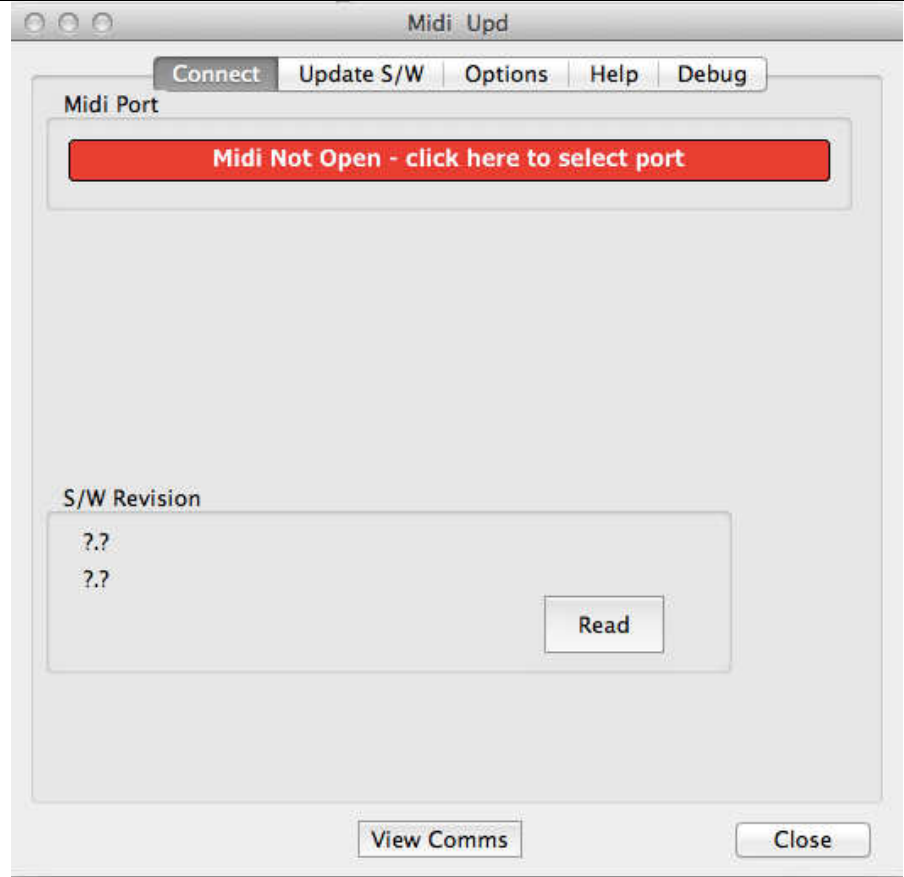 Midi Upd
Connect Update S/W Options Help Debug
Midi Port
Midi Not Open - click here to select port
S/W Revision
?.?
?.?
Read
View Comms Close